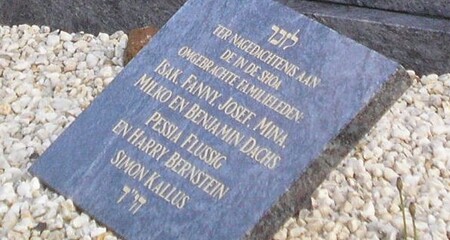 לזכר
TER NAGEDACHTENIS AAN
DE IN DE SHOA
OMGEBRACHTE FAMILIELEDEN:
ISAK, FANNY, JOSEF, MINA,
MILKO EN BENJAMIN DACHS
PESSIA FLUSSIG
EN HARRY BERNSTEIN
SIMON KALLUS
הי"ד